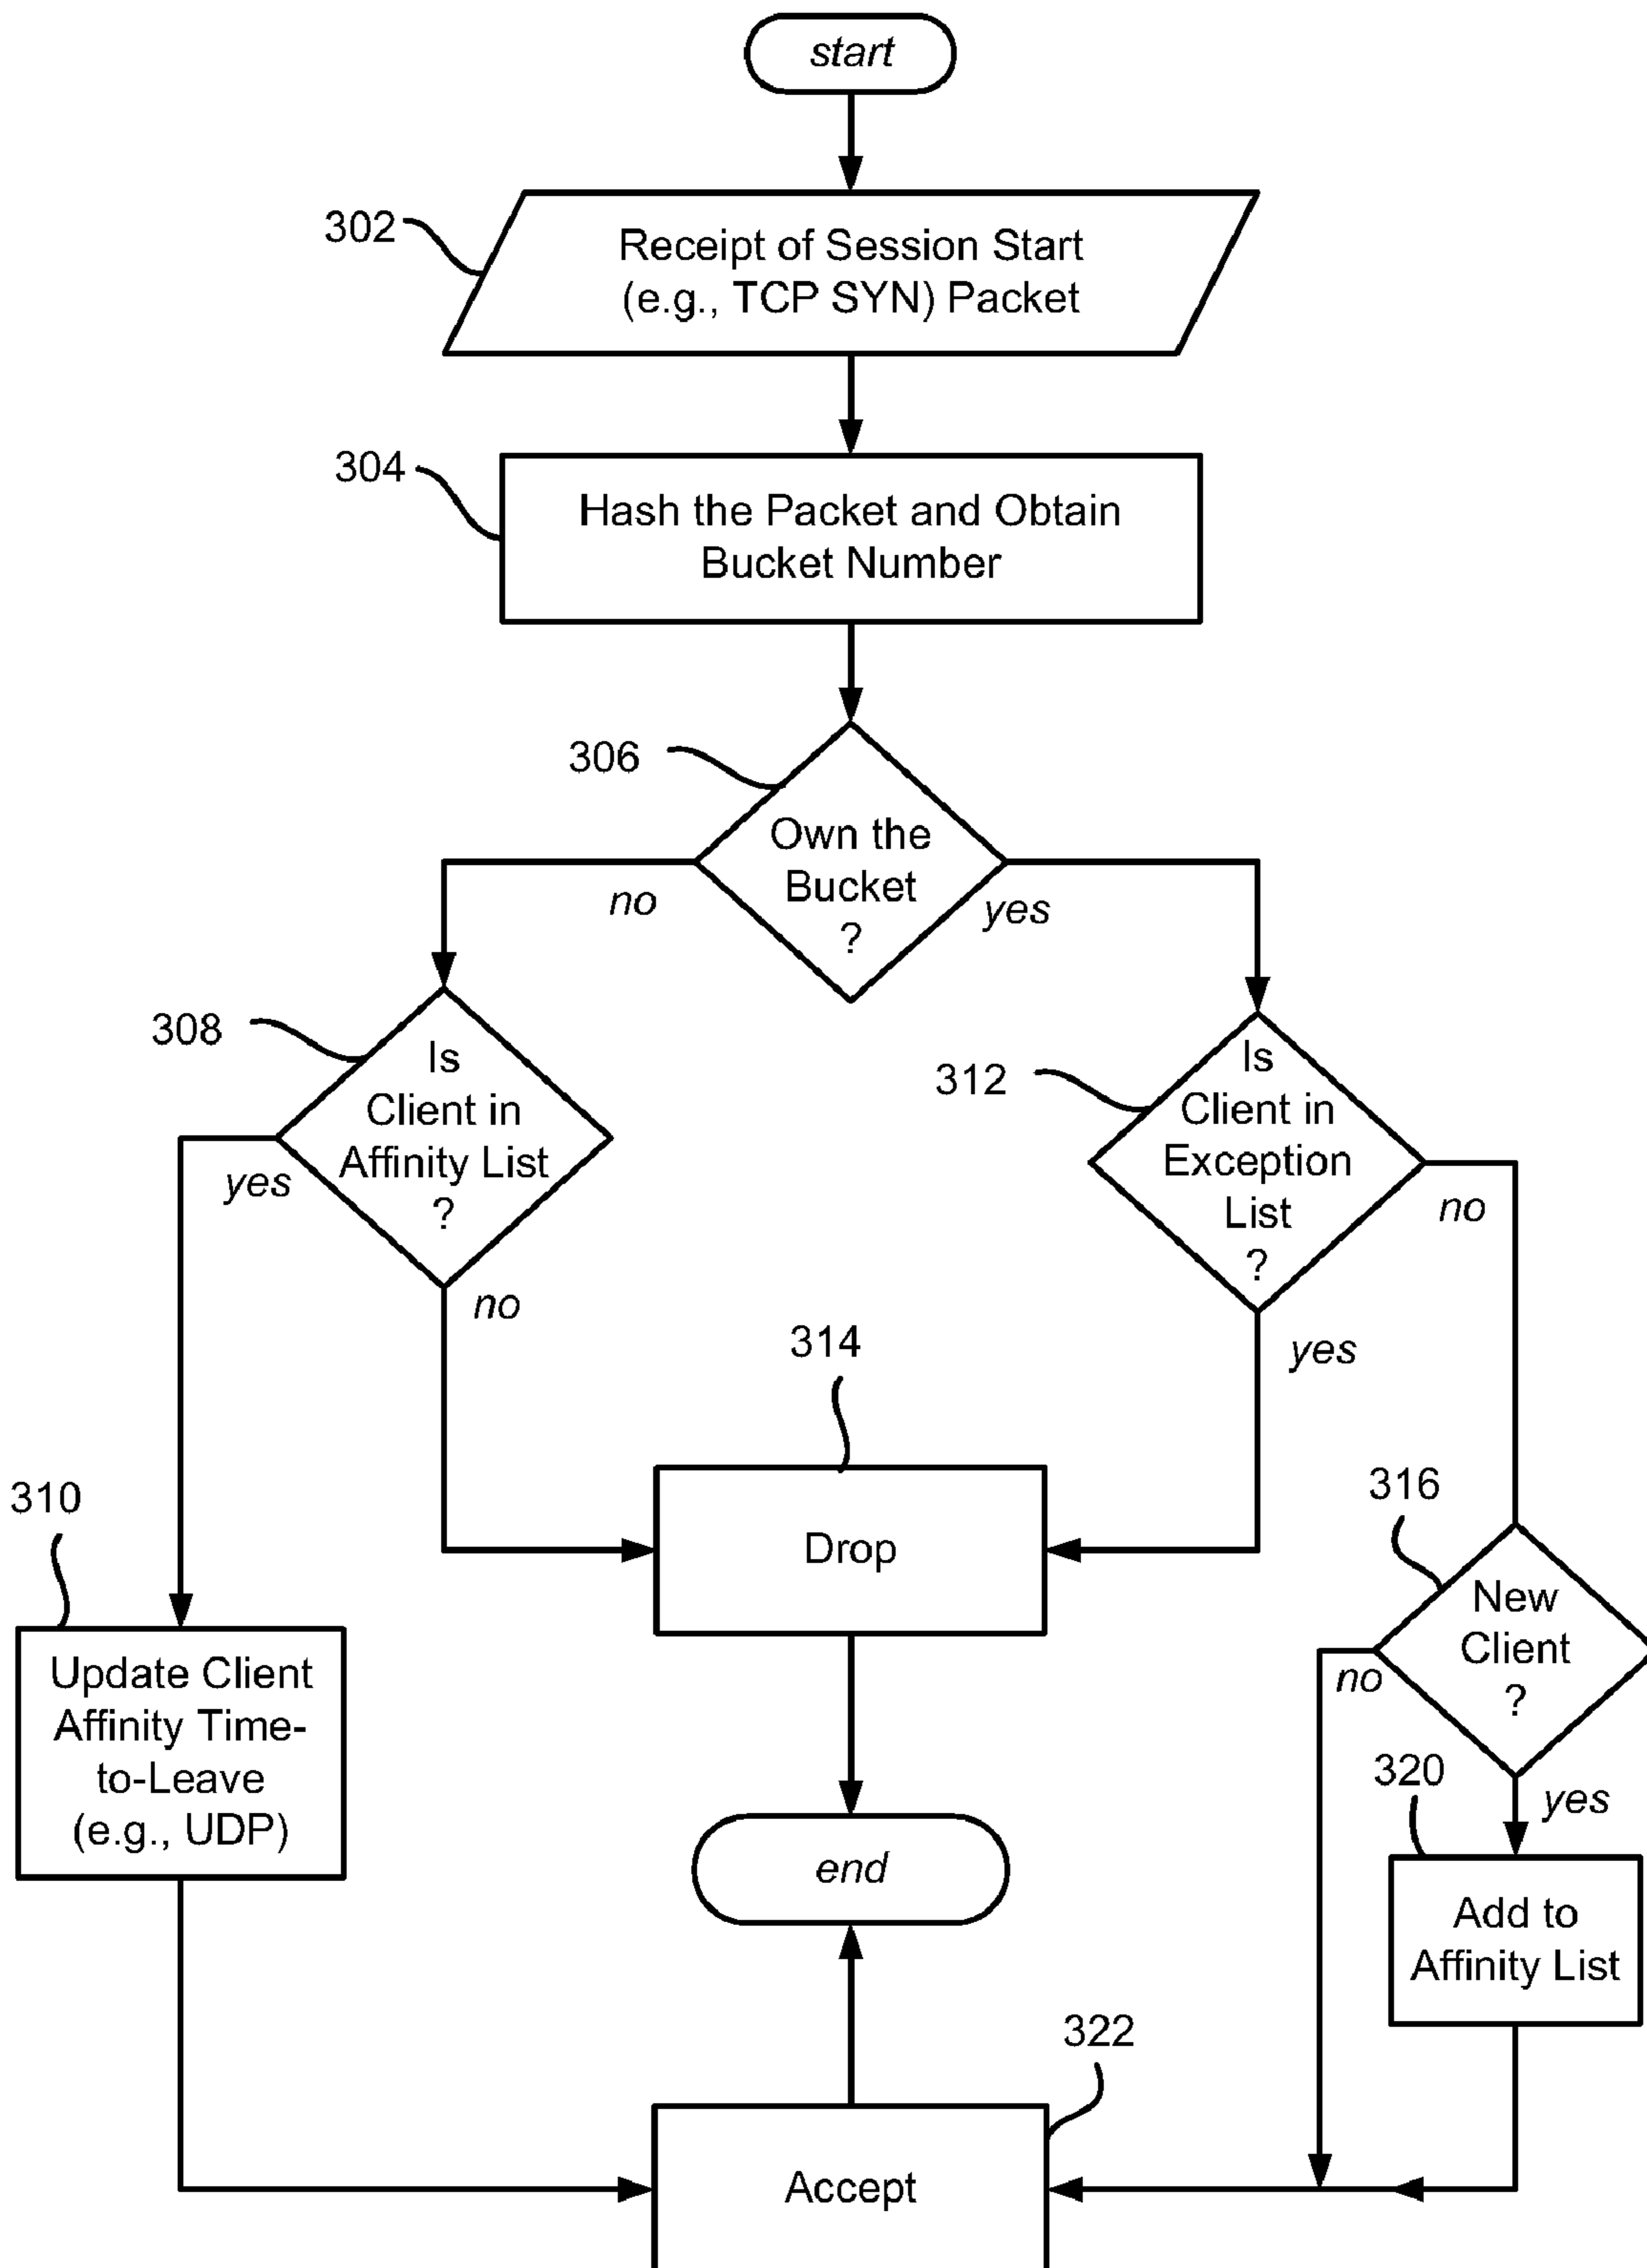 start
302
Receipt of Session Start
(e.g., TCP SYN) Packet
304
Hash the Packet and Obtain
Bucket Number
306
Own the
Bucket
?
no
yes
308
Is
Client in
Affinity List
?
yes
no
312
Is
Client in
Exception
List
?
no
yes
314
Drop
310
Update Client
Affinity Time-
to-Leave
(e.g., UDP)
316
New
Client
?
no
yes
320
Add to
Affinity List
end
322
Accept